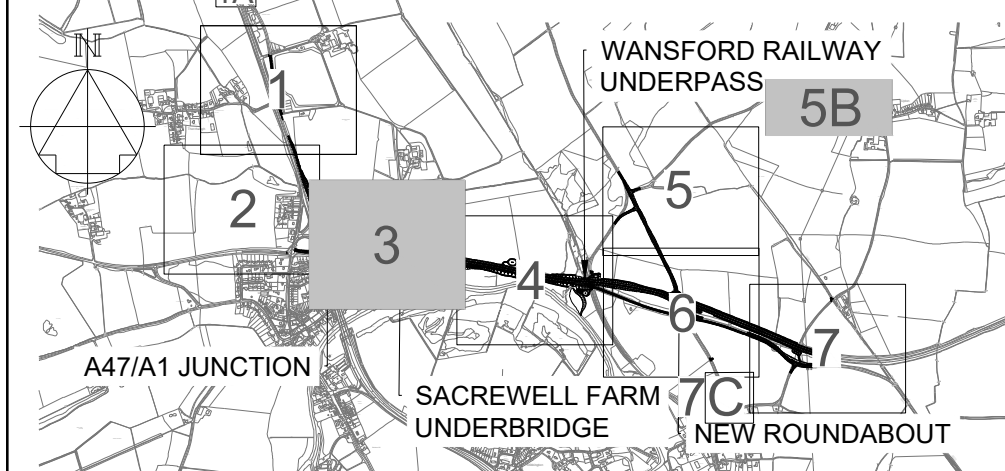 1A
N
1
WANSFORD RAILWAY
UNDERPASS
5B
5
2
3
4
6
7
A47/A1 JUNCTION
SACREWELL FARM
UNDERBRIDGE
7C
NEW ROUNDABOUT